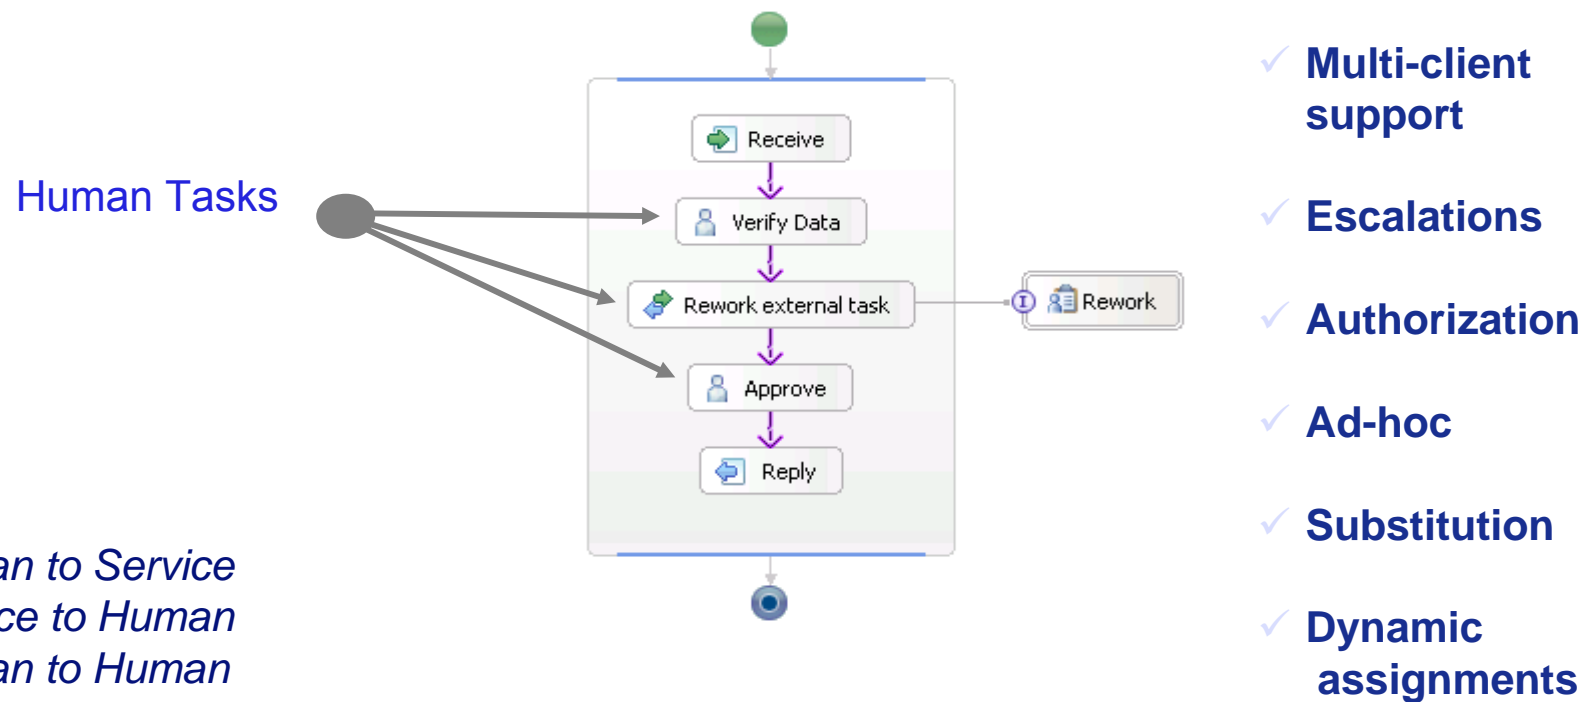 Human Tasks
Receive
Verify Data
Rework external task
Rework
Approve
Reply
an to Service
ce to Human
an to Human
Multi-client
support
Escalations
Authorization
Ad-hoc
Substitution
Dynamic
assignments